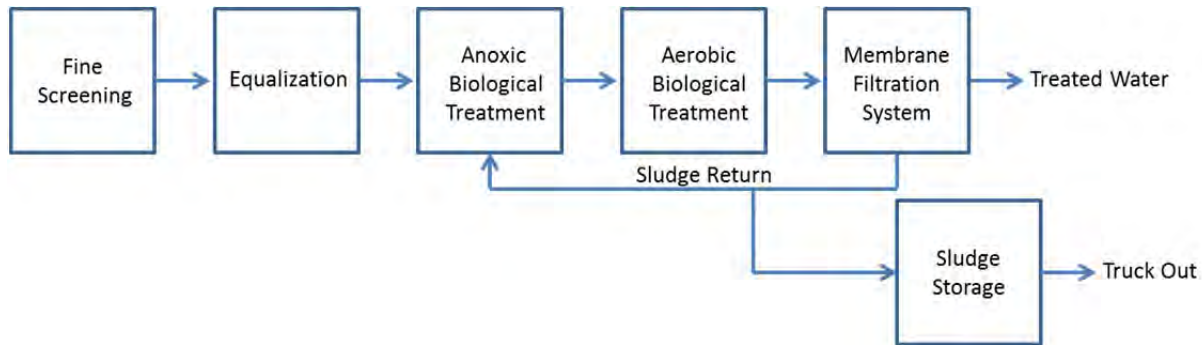 Fine
Screening
Equalization
Anoxic
Biological
Treatment
Aerobic
Biological
Treatment
Membrane
Filtration
System
Treated Water
Sludge Return
Sludge
Storage
Truck Out